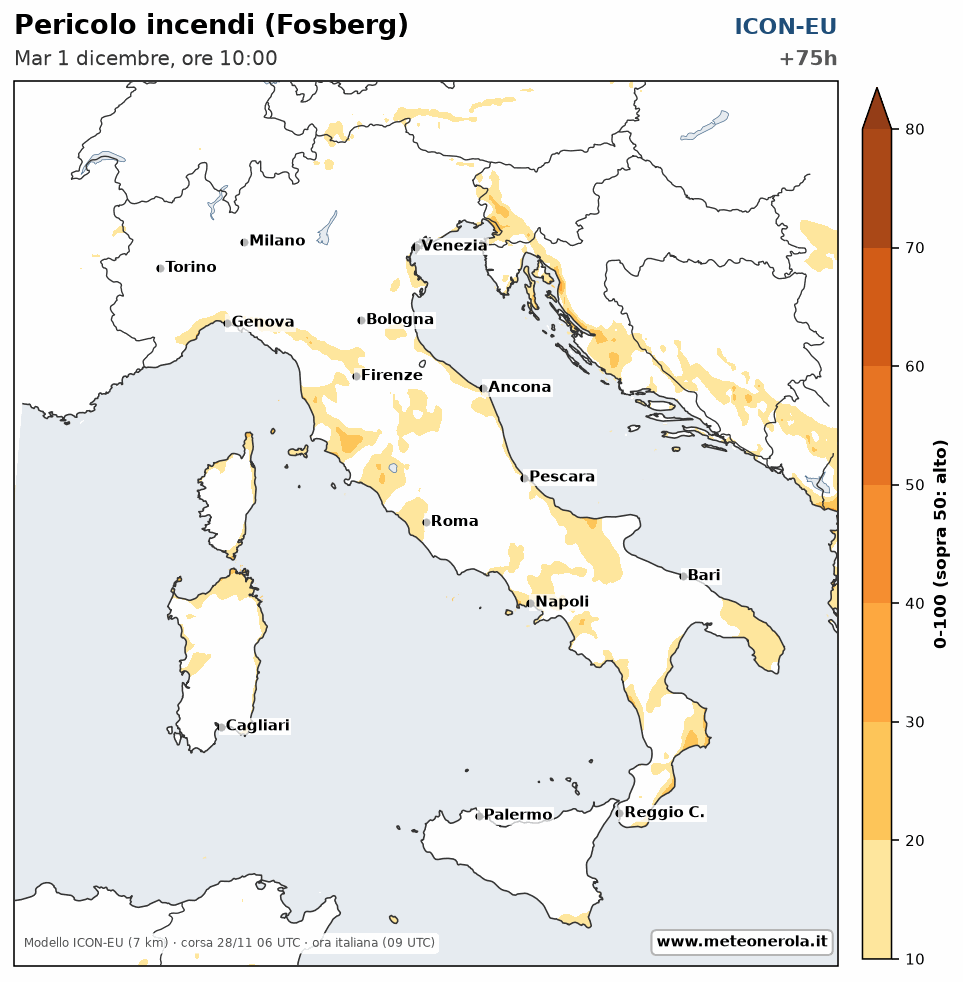 Pericolo incendi (Fosberg)
ICON-EU
Mar 1 dicembre, ore 10:00
+75h
Milano
Venezia
Torino
Genova
Bologna
Firenze
Ancona
Pescara
Roma
Bari
Napoli
Cagliari
Palermo
Reggio C.
80
70
60
50
40
30
20
10
0-100 (sopra 50: alto)
Modello ICON-EU (7 km) · corsa 28/11 06 UTC · ora italiana (09 UTC)
www.meteonerola.it